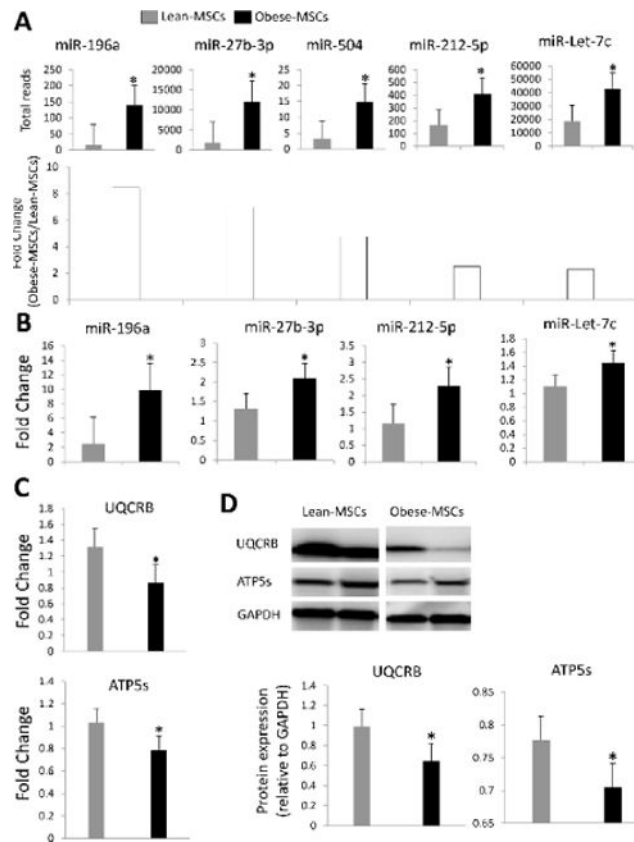 A
Lean-MSCs Obese-MSCs
miR-196a miR-27b-3p miR-504 miR-212-5p miR-Let-7c
Total reads
150 125 100 75 50 25 0
20000 15000 10000 5000 0
25 20 15 10 5 0
600 500 400 300 200 100 0
60000 50000 40000 30000 20000 10000 0
* * * * *
Fold Change
(Obese-MSCs/Lean-MSCs)
10 8 6 4 2 0
B
miR-196a miR-27b-3p miR-212-5p miR-Let-7c
Fold Change
16 14 12 10 8 6 4 2 0
3 2.5 2 1.5 1 0.5 0
3.5 3 2.5 2 1.5 1 0.5 0
1.8 1.6 1.4 1.2 1 0.8 0.6 0.4 0.2 0
* * * *
C
UQCRB
Fold Change
1.8 1.6 1.4 1.2 1 0.8 0.6 0.4 0.2 0
*
ATP5s
Fold Change
1.4 1.2 1 0.8 0.6 0.4 0.2 0
*
D
Lean-MSCs Obese-MSCs
UQCRB
ATP5s
GAPDH
UQCRB ATP5s
Protein expression
(relative to GAPDH)
1.4 1.2 1 0.8 0.6 0.4 0.2 0
0.85 0.8 0.75 0.7 0.65
* *